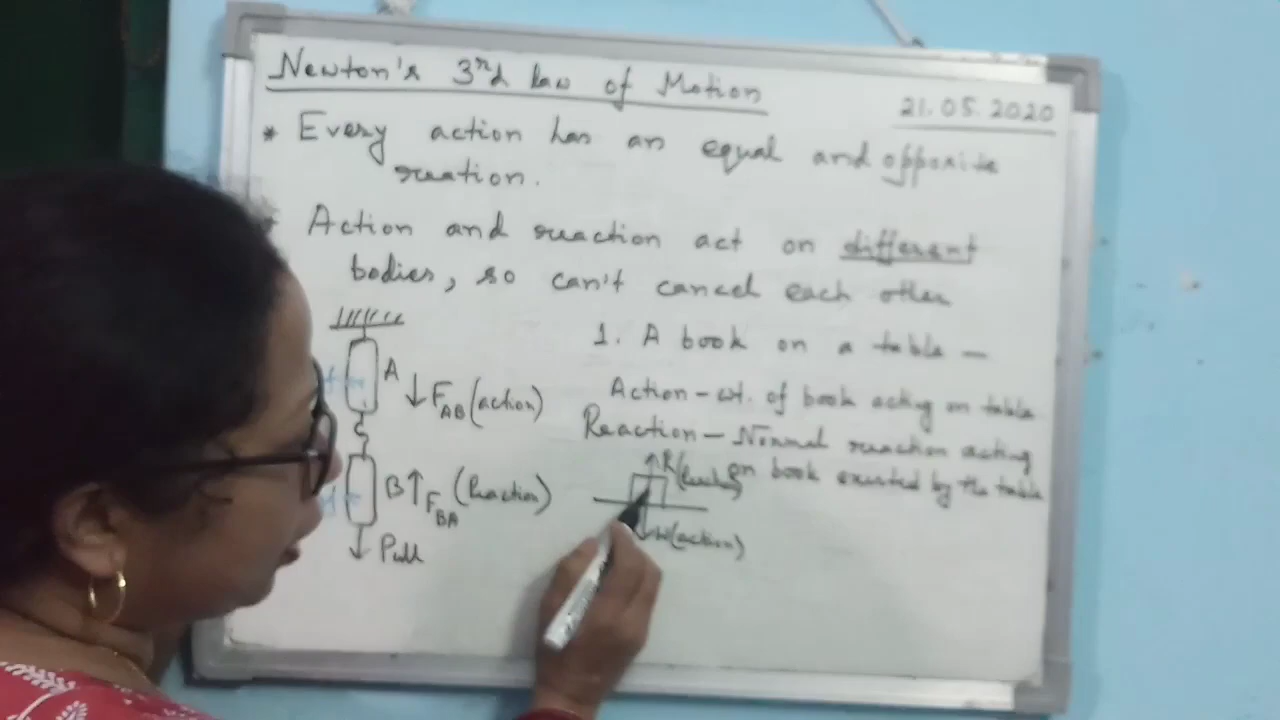 Newton's 3rd law of Motion
21.05.2020
* Every action has an equal and opposite
reaction.
* Action and reaction act on different
bodies, so can't cancel each other
A
↓ FAB (action)
B ↑ FBA (Reaction)
Pull
1. A book on a table —
Action - wt. of book acting on table
Reaction - Normal reaction acting
on book exerted by the table
R (Reaction)
W (action)